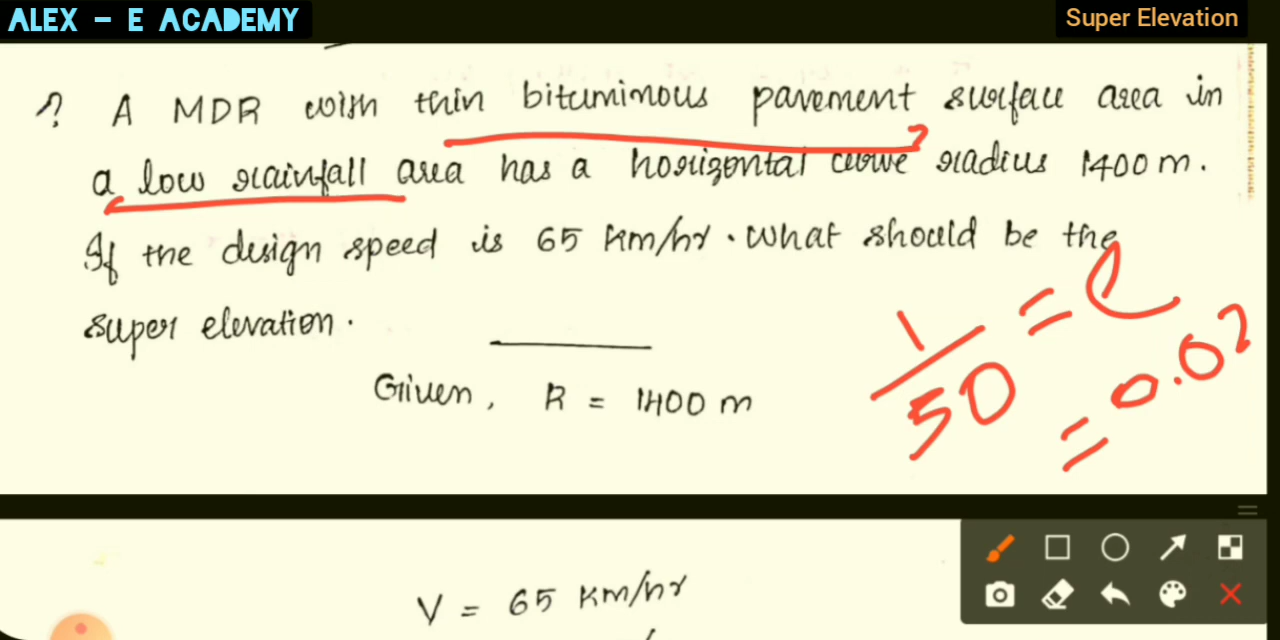 ALEX - E ACADEMY
Super Elevation
? A MDR with thin bituminous pavement surface area in
a low rainfall area has a horizontal curve radius 1400 m.
If the design speed is 65 km/hr. What should be the
super elevation.
1/50 = e
= 0.02
Given, R = 1400 m
V = 65 km/hr